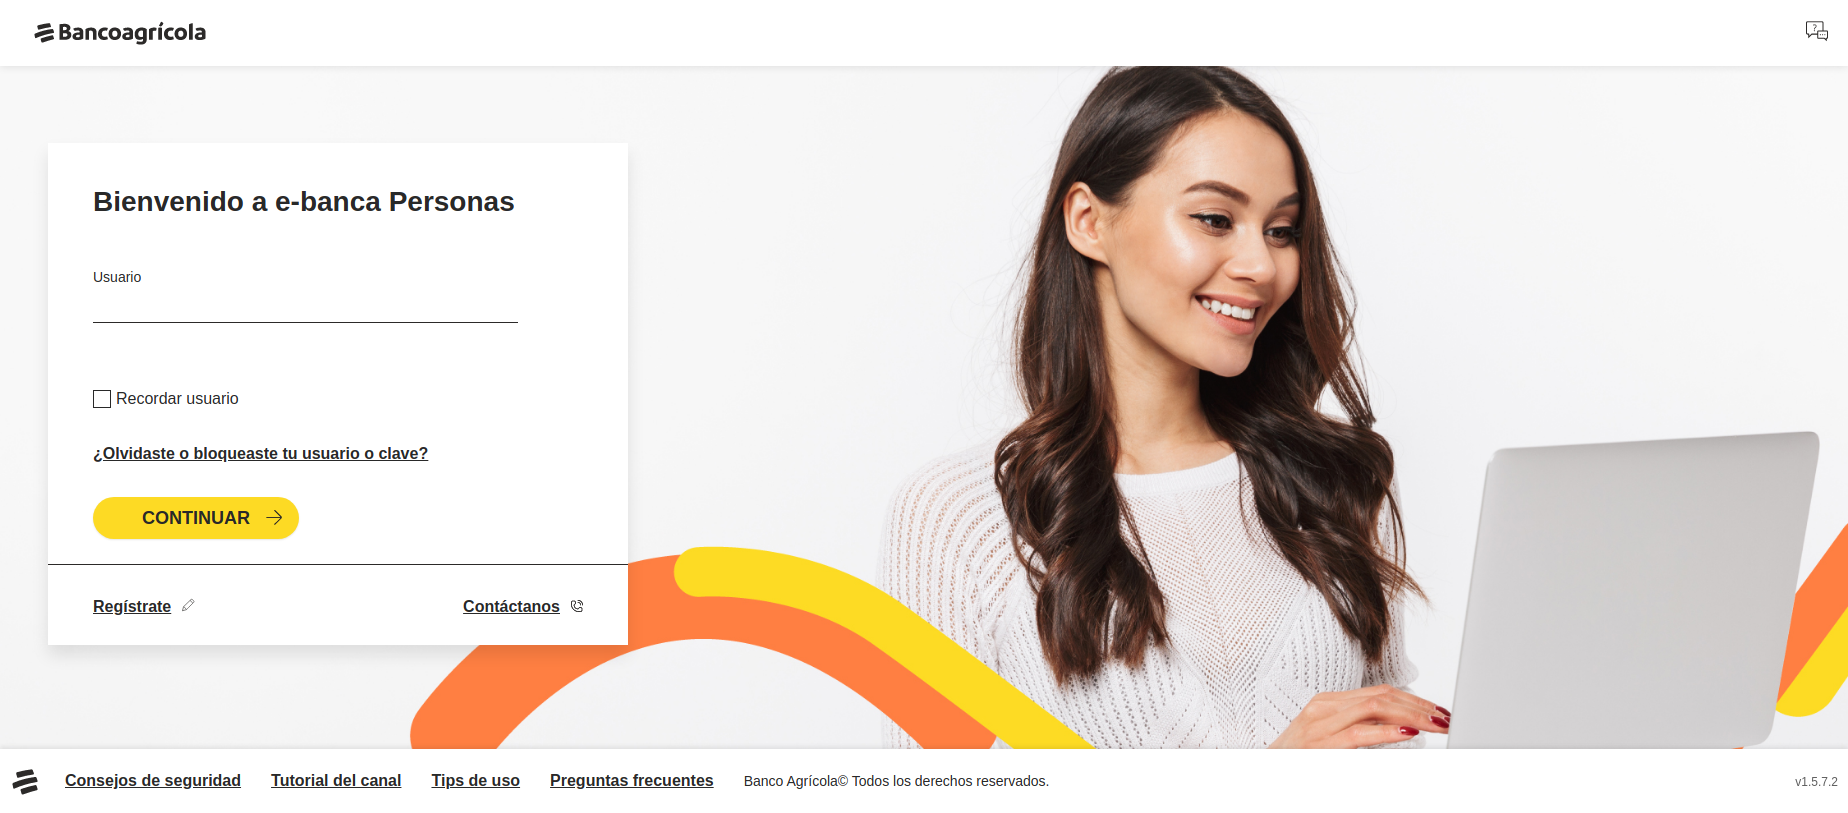 Bancoagrícola
Bienvenido a e-banca Personas
Usuario
Recordar usuario
¿Olvidaste o bloqueaste tu usuario o clave?
CONTINUAR
Regístrate
Contáctanos
Consejos de seguridad
Tutorial del canal
Tips de uso
Preguntas frecuentes
Banco Agrícola© Todos los derechos reservados.
v1.5.7.2